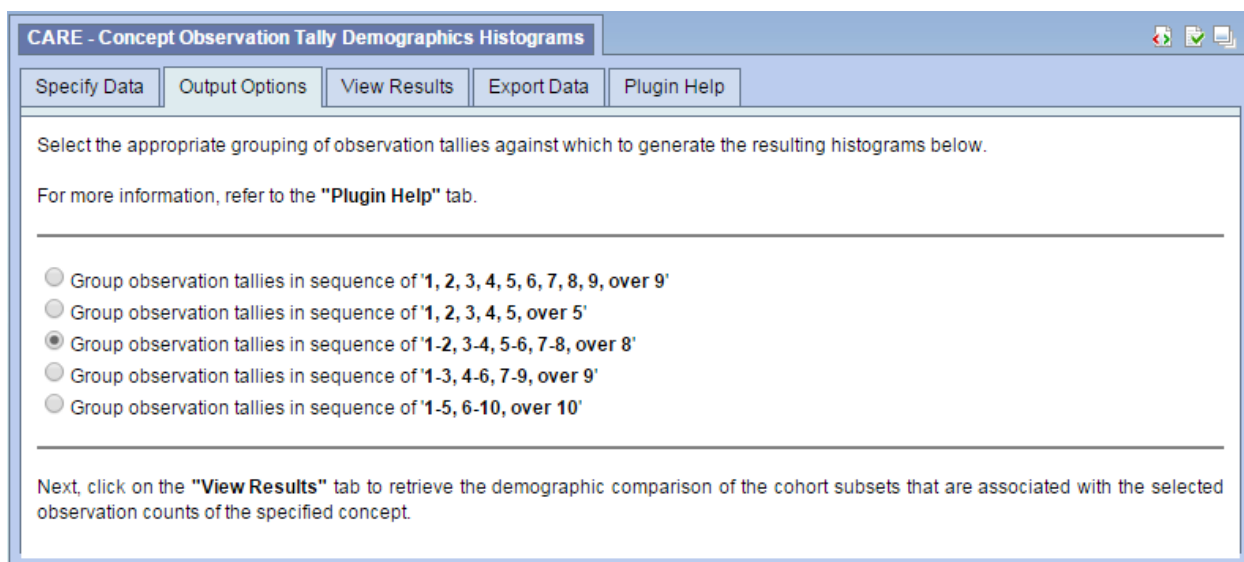 CARE - Concept Observation Tally Demographics Histograms
Specify Data Output Options View Results Export Data Plugin Help
Select the appropriate grouping of observation tallies against which to generate the resulting histograms below.
For more information, refer to the "Plugin Help" tab.
Group observation tallies in sequence of '1, 2, 3, 4, 5, 6, 7, 8, 9, over 9'
Group observation tallies in sequence of '1, 2, 3, 4, 5, over 5'
Group observation tallies in sequence of '1-2, 3-4, 5-6, 7-8, over 8'
Group observation tallies in sequence of '1-3, 4-6, 7-9, over 9'
Group observation tallies in sequence of '1-5, 6-10, over 10'
Next, click on the "View Results" tab to retrieve the demographic comparison of the cohort subsets that are associated with the selected
observation counts of the specified concept.